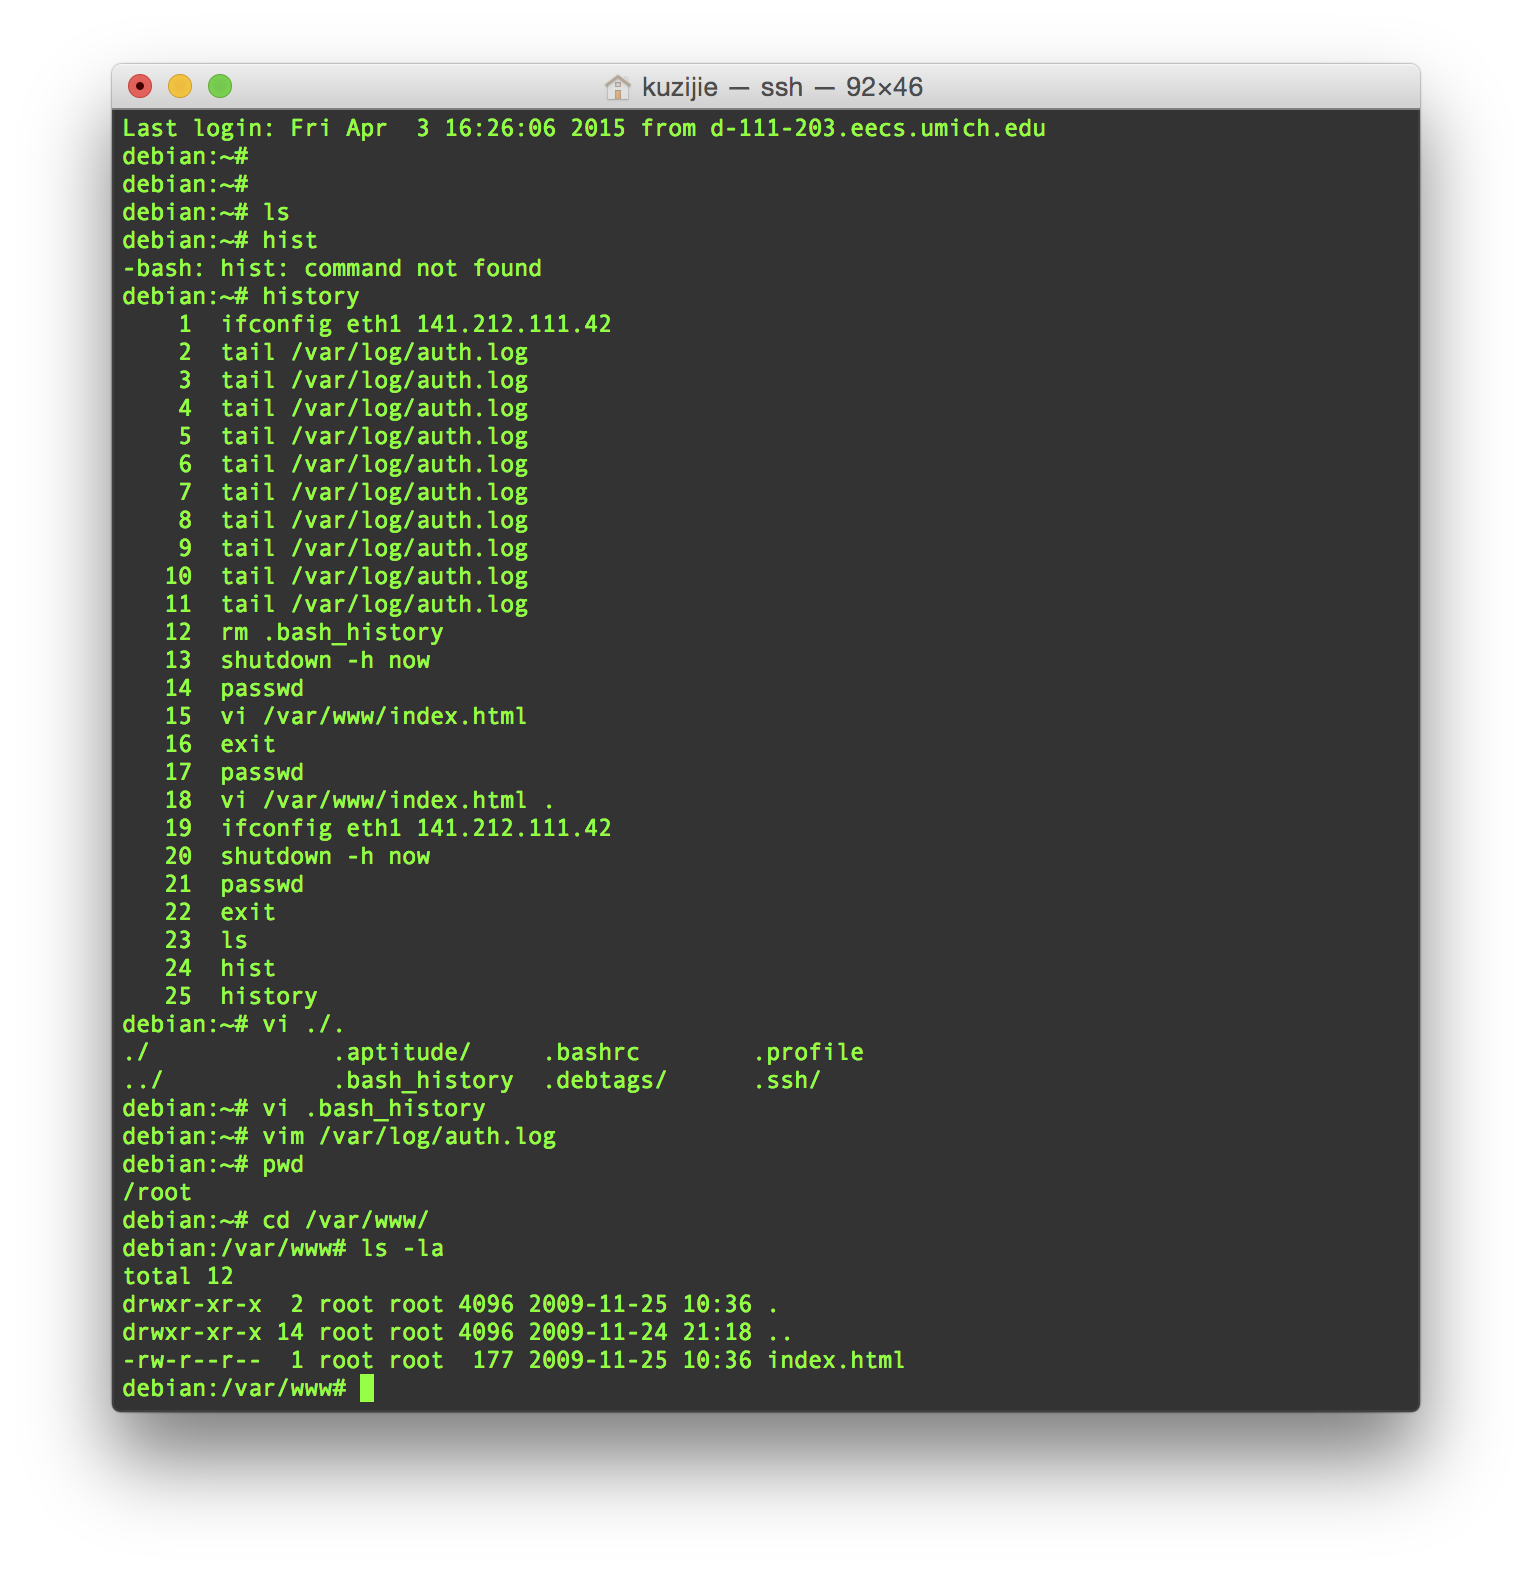 kuzijie — ssh — 92×46
Last login: Fri Apr  3 16:26:06 2015 from d-111-203.eecs.umich.edu
debian:~#
debian:~#
debian:~# ls
debian:~# hist
-bash: hist: command not found
debian:~# history
    1  ifconfig eth1 141.212.111.42
    2  tail /var/log/auth.log
    3  tail /var/log/auth.log
    4  tail /var/log/auth.log
    5  tail /var/log/auth.log
    6  tail /var/log/auth.log
    7  tail /var/log/auth.log
    8  tail /var/log/auth.log
    9  tail /var/log/auth.log
   10  tail /var/log/auth.log
   11  tail /var/log/auth.log
   12  rm .bash_history
   13  shutdown -h now
   14  passwd
   15  vi /var/www/index.html
   16  exit
   17  passwd
   18  vi /var/www/index.html .
   19  ifconfig eth1 141.212.111.42
   20  shutdown -h now
   21  passwd
   22  exit
   23  ls
   24  hist
   25  history
debian:~# vi ./.
./             .aptitude/     .bashrc        .profile
../            .bash_history  .debtags/      .ssh/
debian:~# vi .bash_history
debian:~# vim /var/log/auth.log
debian:~# pwd
/root
debian:~# cd /var/www/
debian:/var/www# ls -la
total 12
drwxr-xr-x  2 root root 4096 2009-11-25 10:36 .
drwxr-xr-x 14 root root 4096 2009-11-24 21:18 ..
-rw-r--r--  1 root root  177 2009-11-25 10:36 index.html
debian:/var/www#